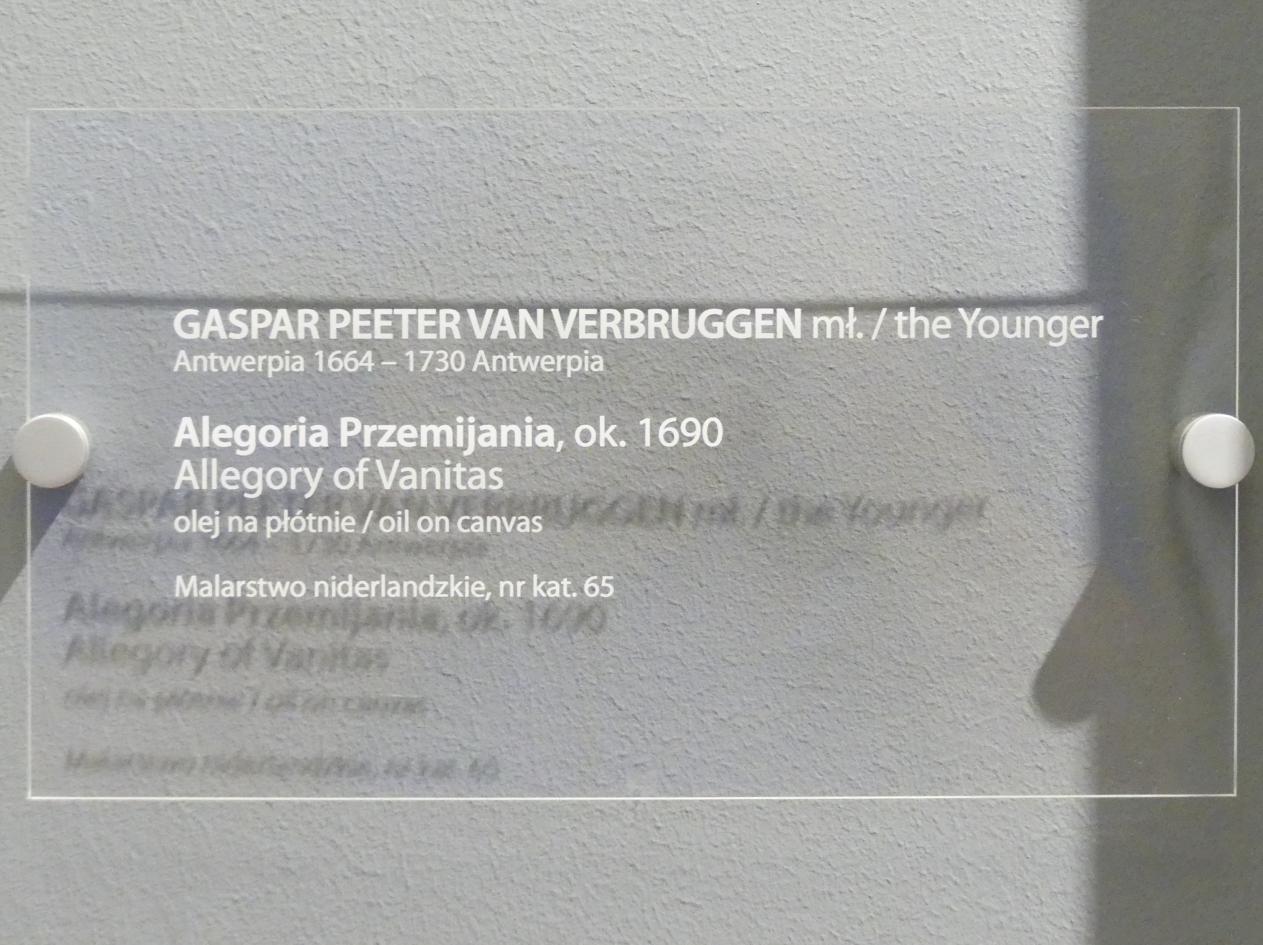 GASPAR PEETER VAN VERBRUGGEN mł. / the Younger
Antwerpia 1664 – 1730 Antwerpia
Alegoria Przemijania, ok. 1690
Allegory of Vanitas
olej na płótnie / oil on canvas
Malarstwo niderlandzkie, nr kat. 65